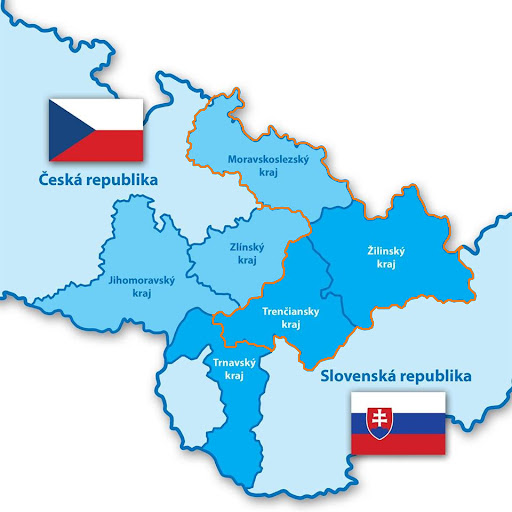 Moravskoslezský
kraj
Česká republika
Zlínský
kraj
Žilinský
kraj
Jihomoravský
kraj
Trenčiansky
kraj
Trnavský
kraj
Slovenská republika